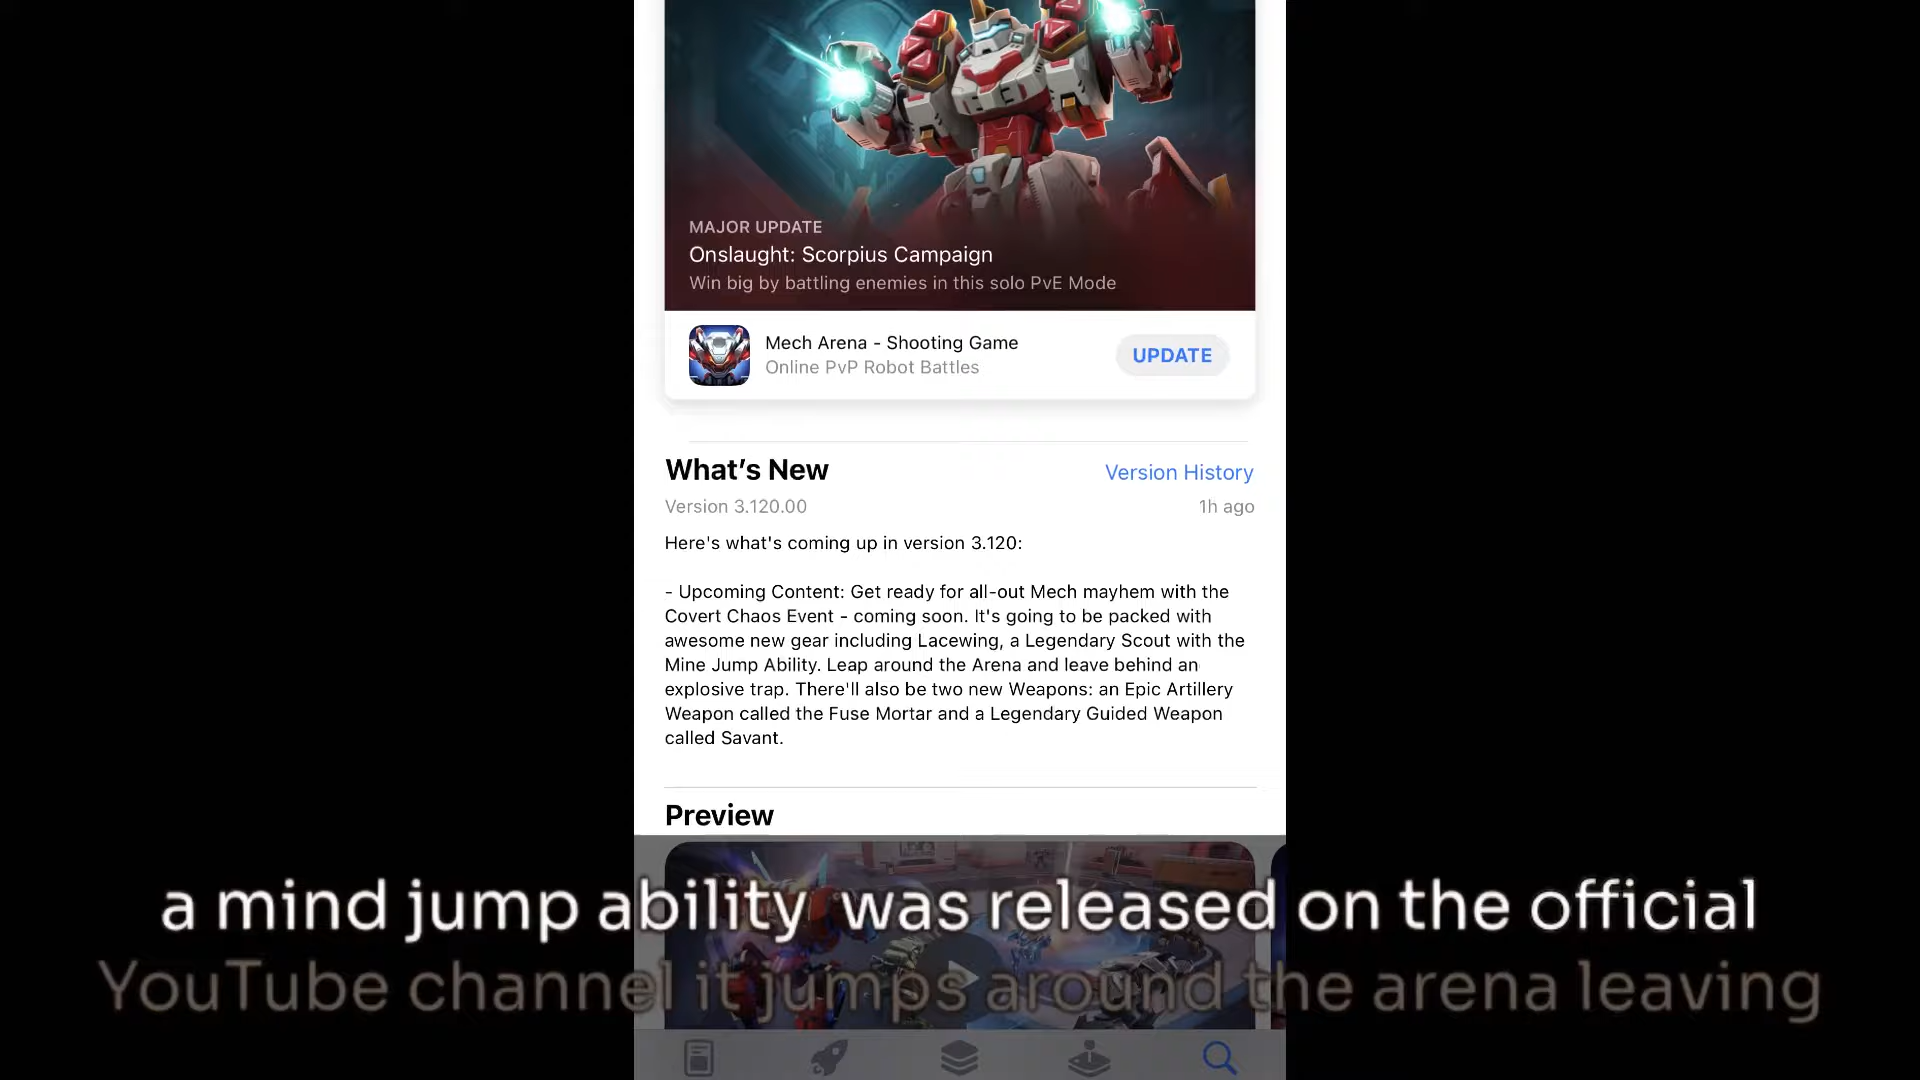 MAJOR UPDATE
Onslaught: Scorpius Campaign
Win big by battling enemies in this solo PvE Mode
Mech Arena - Shooting Game
Online PvP Robot Battles
UPDATE
What's New
Version History
Version 3.120.00
1h ago
Here's what's coming up in version 3.120:
- Upcoming Content: Get ready for all-out Mech mayhem with the
Covert Chaos Event - coming soon. It's going to be packed with
awesome new gear including Lacewing, a Legendary Scout with the
Mine Jump Ability. Leap around the Arena and leave behind an
explosive trap. There'll also be two new Weapons: an Epic Artillery
Weapon called the Fuse Mortar and a Legendary Guided Weapon
called Savant.
Preview
a mind jump ability was released on the official
YouTube channel it jumps around the arena leaving